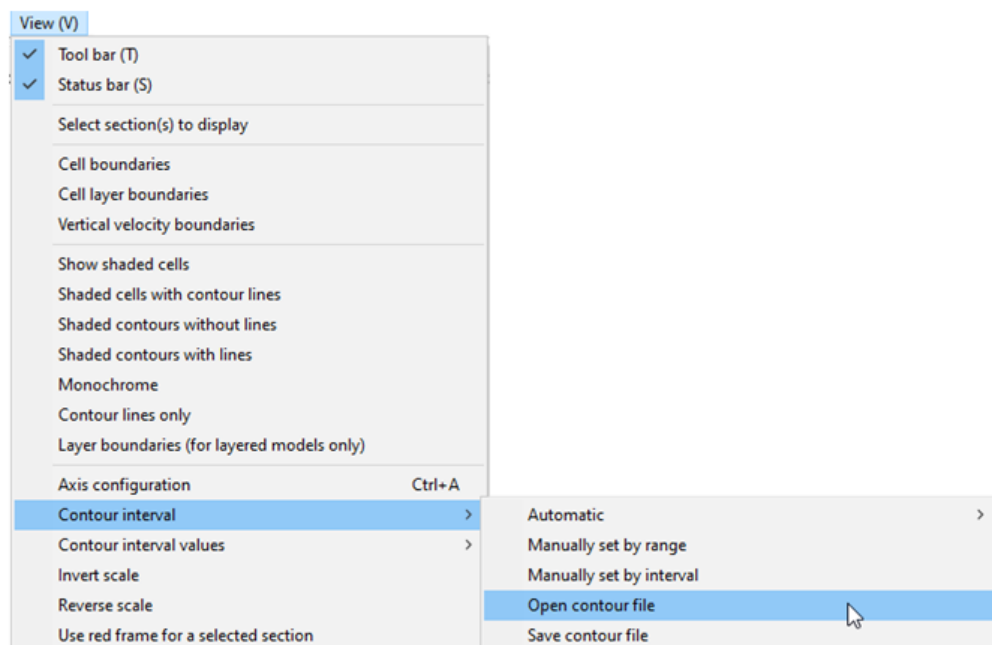 View (V)
Tool bar (T)
Status bar (S)
Select section(s) to display
Cell boundaries
Cell layer boundaries
Vertical velocity boundaries
Show shaded cells
Shaded cells with contour lines
Shaded contours without lines
Shaded contours with lines
Monochrome
Contour lines only
Layer boundaries (for layered models only)
Axis configuration Ctrl+A
Contour interval
Contour interval values
Invert scale
Reverse scale
Use red frame for a selected section
Automatic
Manually set by range
Manually set by interval
Open contour file
Save contour file